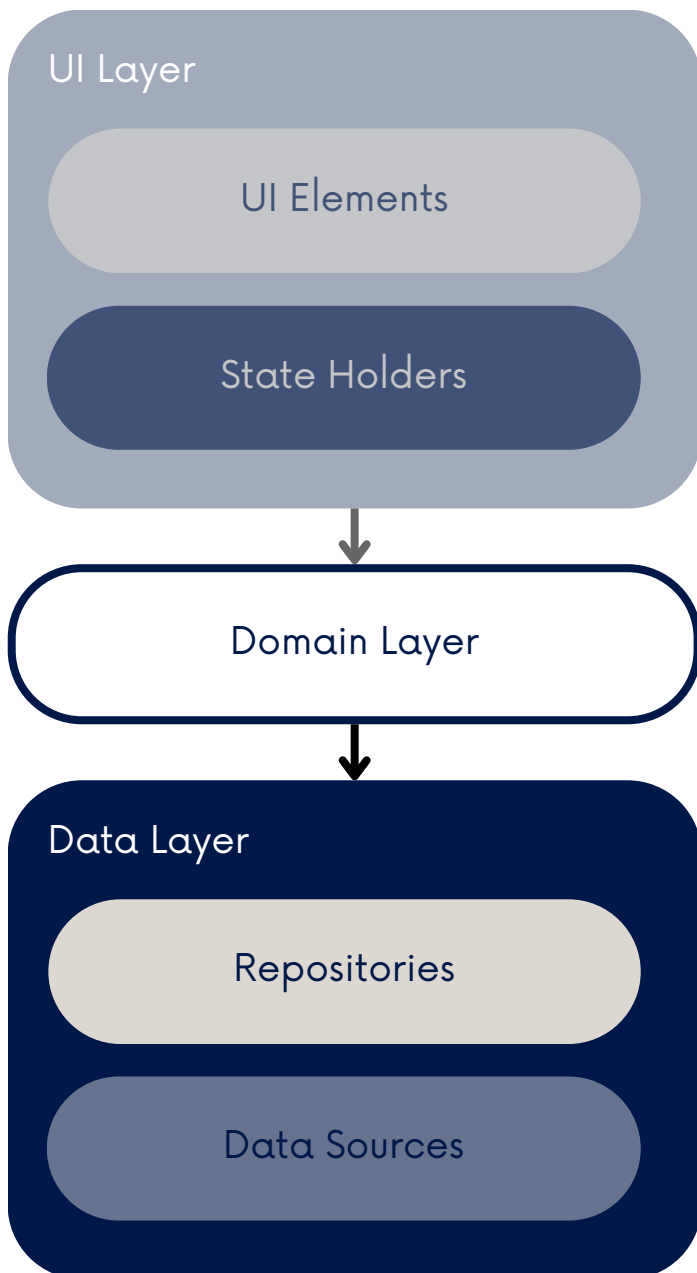 UI Layer
UI Elements
State Holders
Domain Layer
Data Layer
Repositories
Data Sources